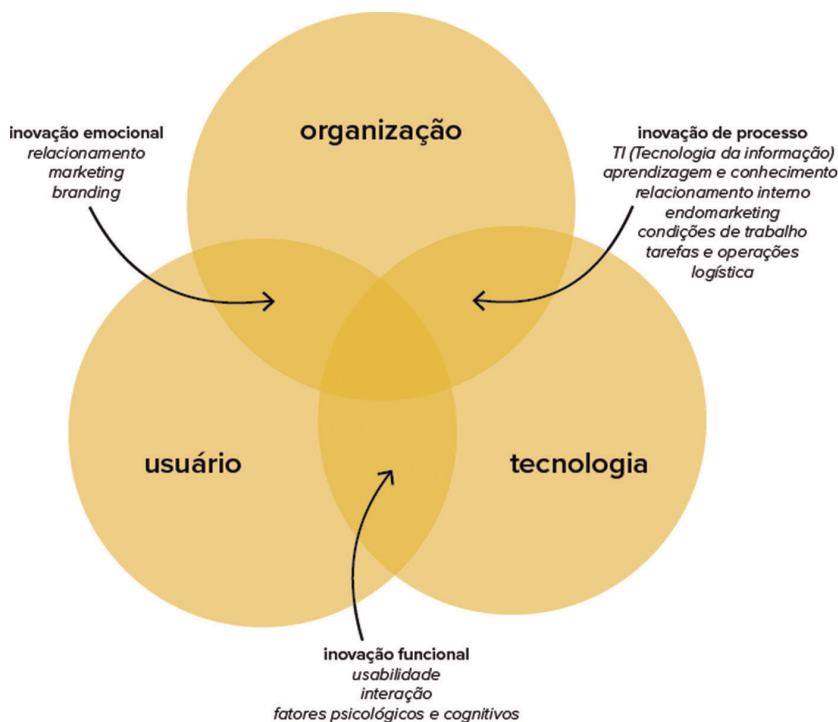 organização
inovação emocional
relacionamento
marketing
branding
inovação de processo
TI (Tecnologia da informação)
aprendizagem e conhecimento
relacionamento interno
endomarketing
condições de trabalho
tarefas e operações
logística
usuário
tecnologia
inovação funcional
usabilidade
interação
fatores psicológicos e cognitivos